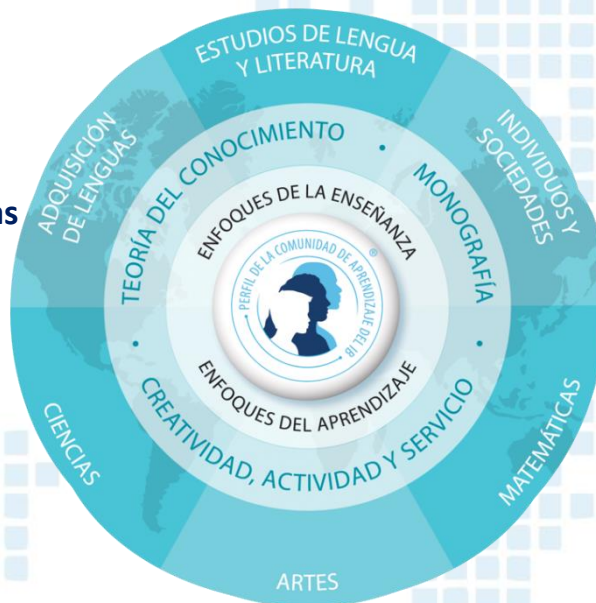 ESTUDIOS DE LENGUA
Y LITERATURA
ADQUISICIÓN
DE LENGUAS
INDIVIDUOS Y
SOCIEDADES
as
TEORÍA DEL CONOCIMIENTO
MONOGRAFÍA
ENFOQUES DE LA ENSEÑANZA
PERFIL DE LA COMUNIDAD DE APRENDIZAJE DEL IB
®
ENFOQUES DEL APRENDIZAJE
CREATIVIDAD, ACTIVIDAD Y SERVICIO
CIENCIAS
MATEMÁTICAS
ARTES